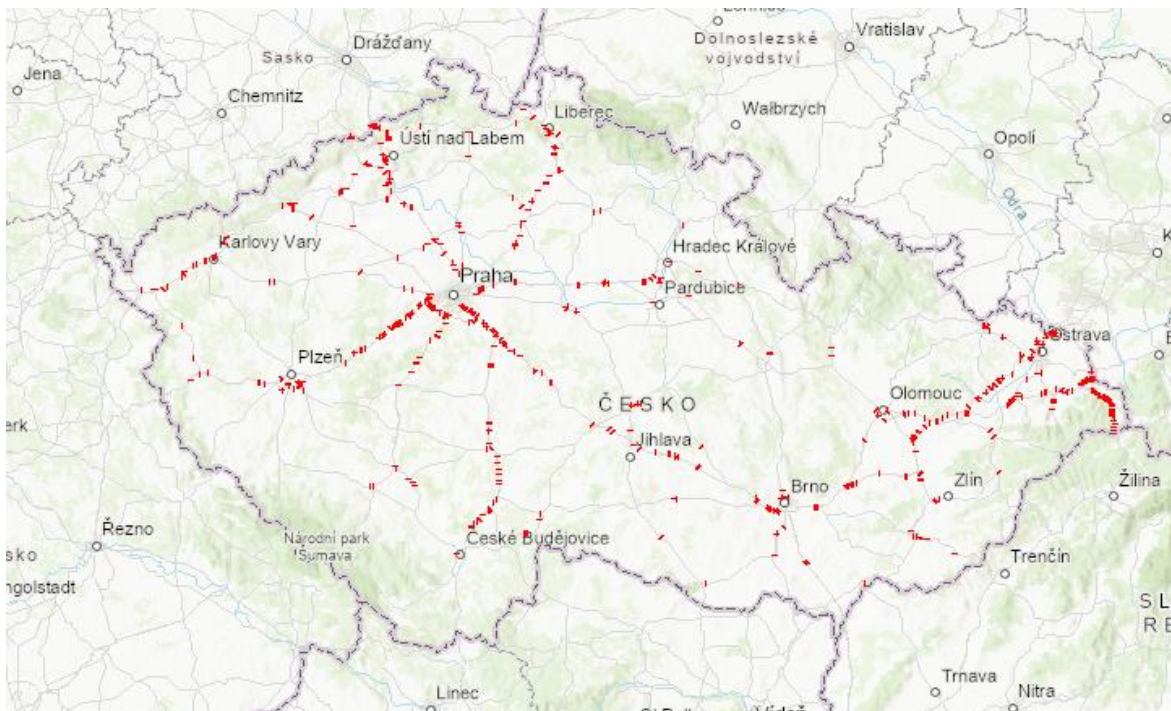 Drážďany
Sasko
Dolnoslezské
vojvodství
Vratislav
Jena
Chemnitz
Liberec
Wałbrzych
Ústí nad Labem
Opolí
Odra
Karlovy Vary
Hradec Králové
Praha
Pardubice
Plzeň
Ostrava
ČESKO
Olomouc
Jihlava
Zlín
Brno
Žilina
Řezno
Národní park
Šumava
České Budějovice
Trenčín
Trnava
Linec
Nitra